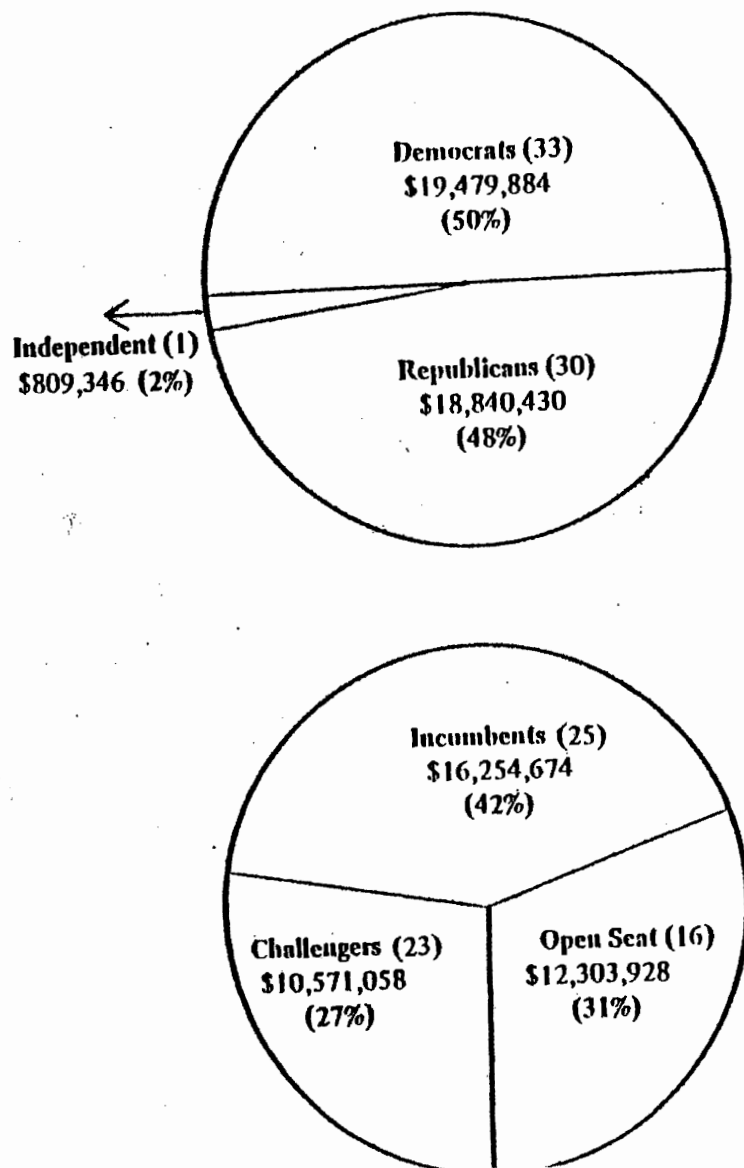 Democrats (33)
$19,479,884
(50%)
Independent (1)
$809,346 (2%)
Republicans (30)
$18,840,430
(48%)
Incumbents (25)
$16,254,674
(42%)
Challengers (23)
$10,571,058
(27%)
Open Seat (16)
$12,303,928
(31%)